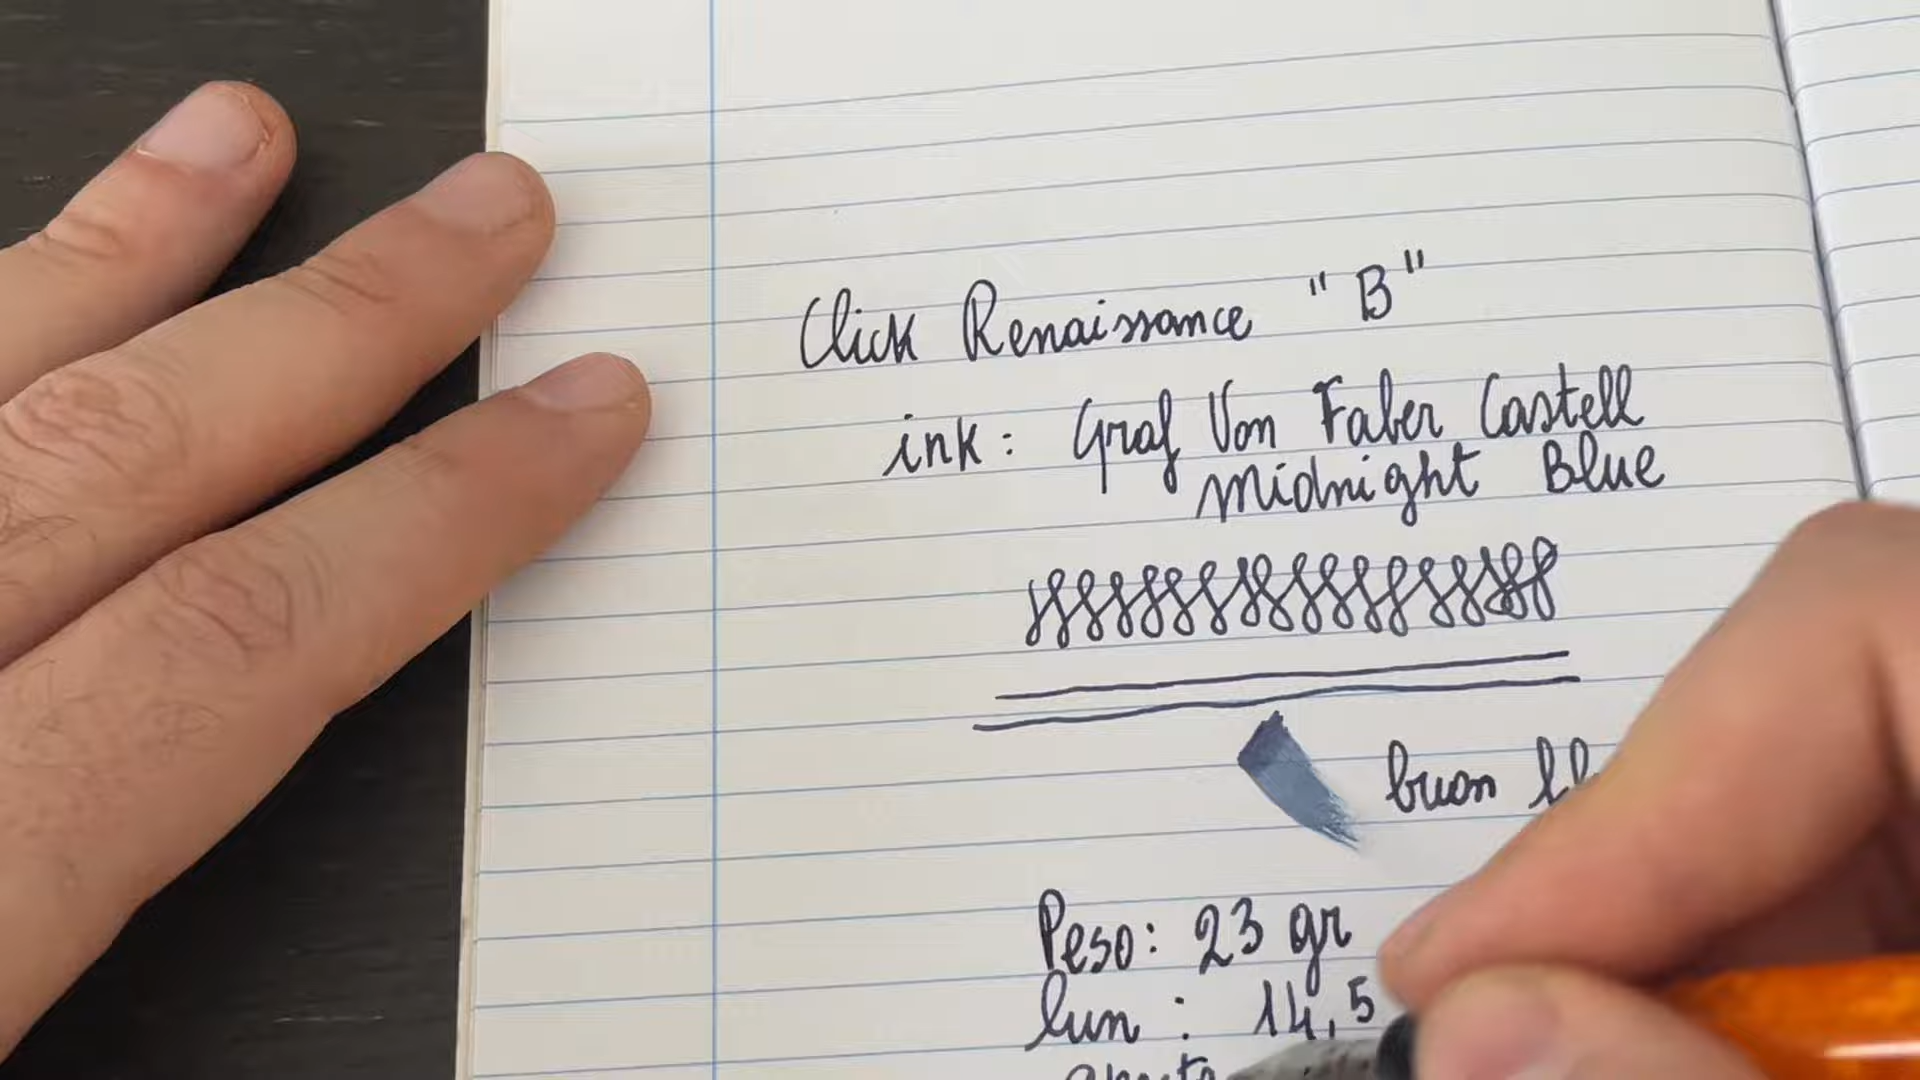 Click Renaissance "B"
ink: Graf Von Faber Castell
Midnight Blue
buon
Peso: 23 gr
lun: 14,5